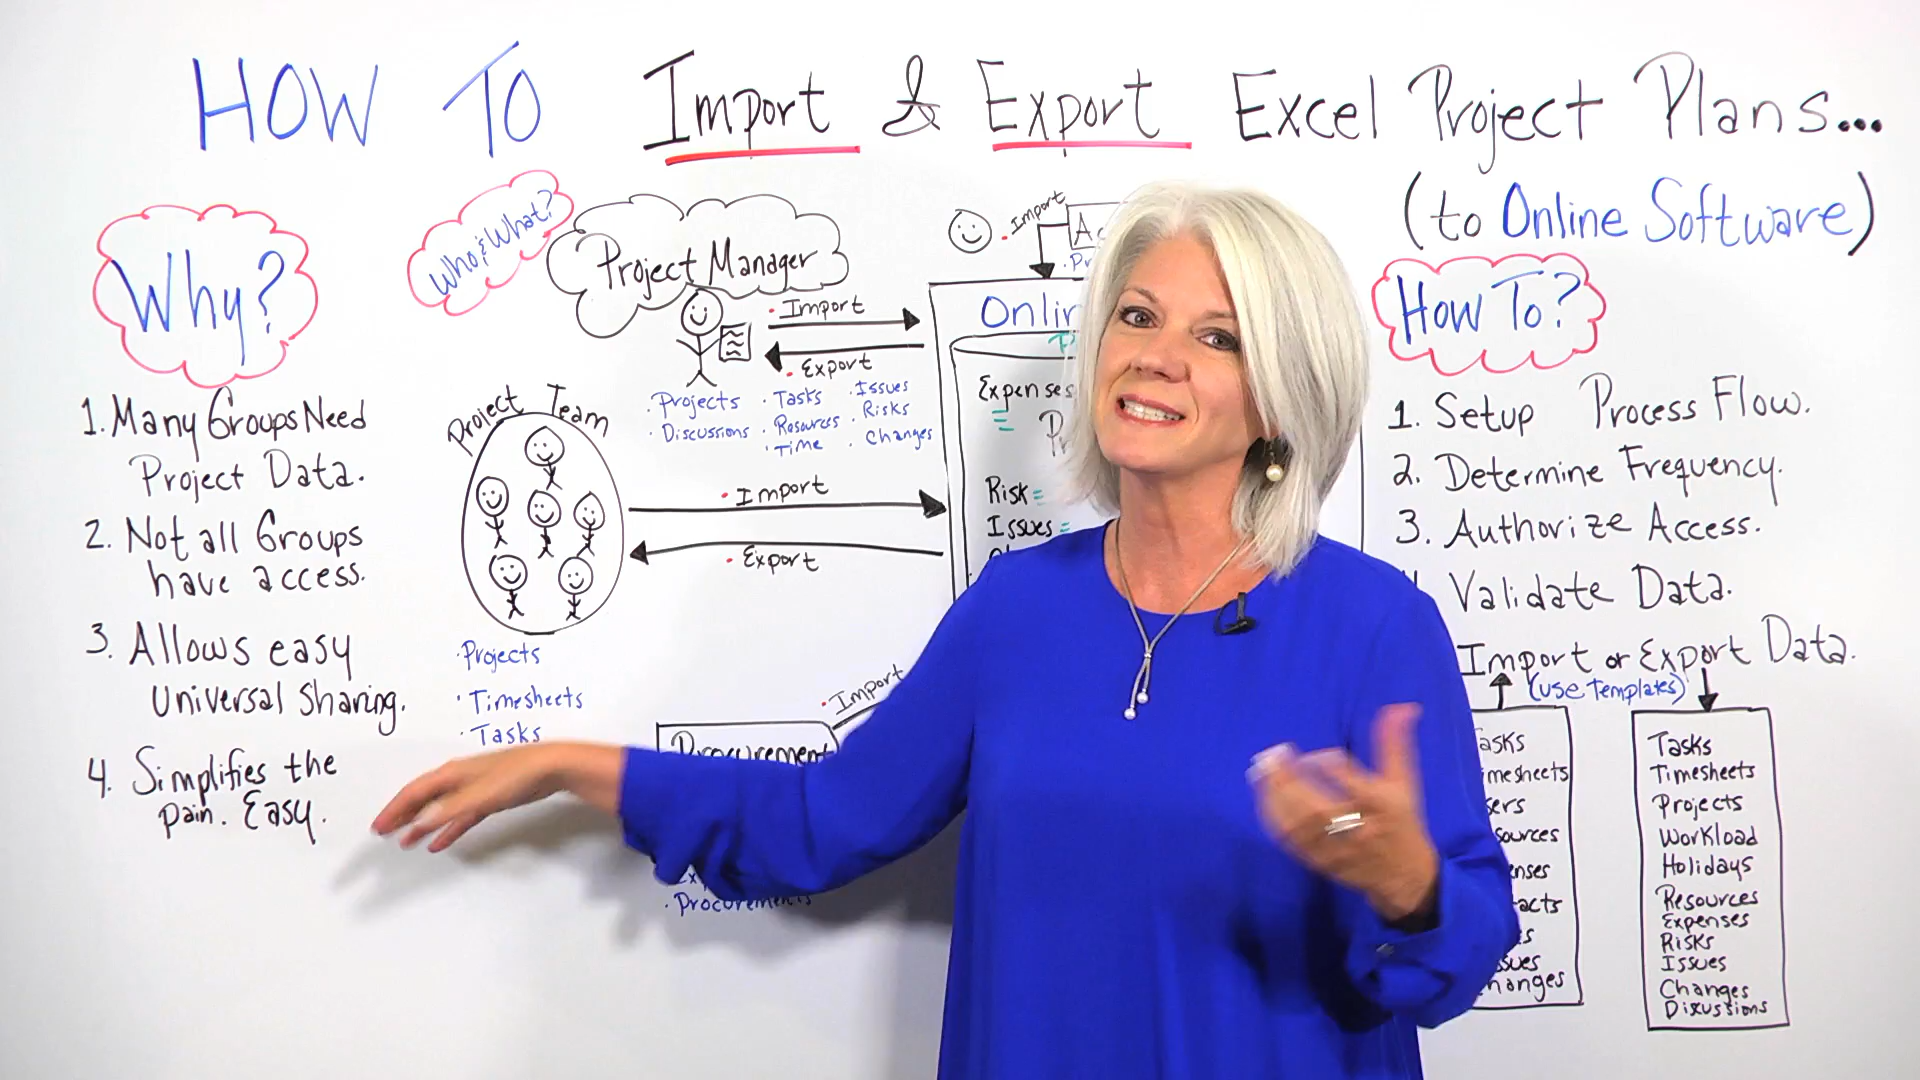 HOW TO Import & Export Excel Project Plans...
(to Online Software)
Why?
1. Many Groups Need
Project Data.
2. Not all Groups
have access.
3. Allows easy
Universal Sharing.
4. Simplifies the
pain. Easy.
Who & What?
Project Manager
· Import
· Export
· Projects
· Discussions
· Tasks
· Resources
· Time
· Issues
· Risks
· Changes
Project Team
· Import
· Export
· Projects
· Timesheets
· Tasks
· Import
Expenses
Risk =
Issues =
· Import
Procurement
· Procurements
How To?
1. Setup Process Flow.
2. Determine Frequency.
3. Authorize Access.
Validate Data.
Import or Export Data.
(use Templates)
Tasks
Timesheets
Projects
Workload
Holidays
Resources
Expenses
Risks
Issues
Changes
Discussions